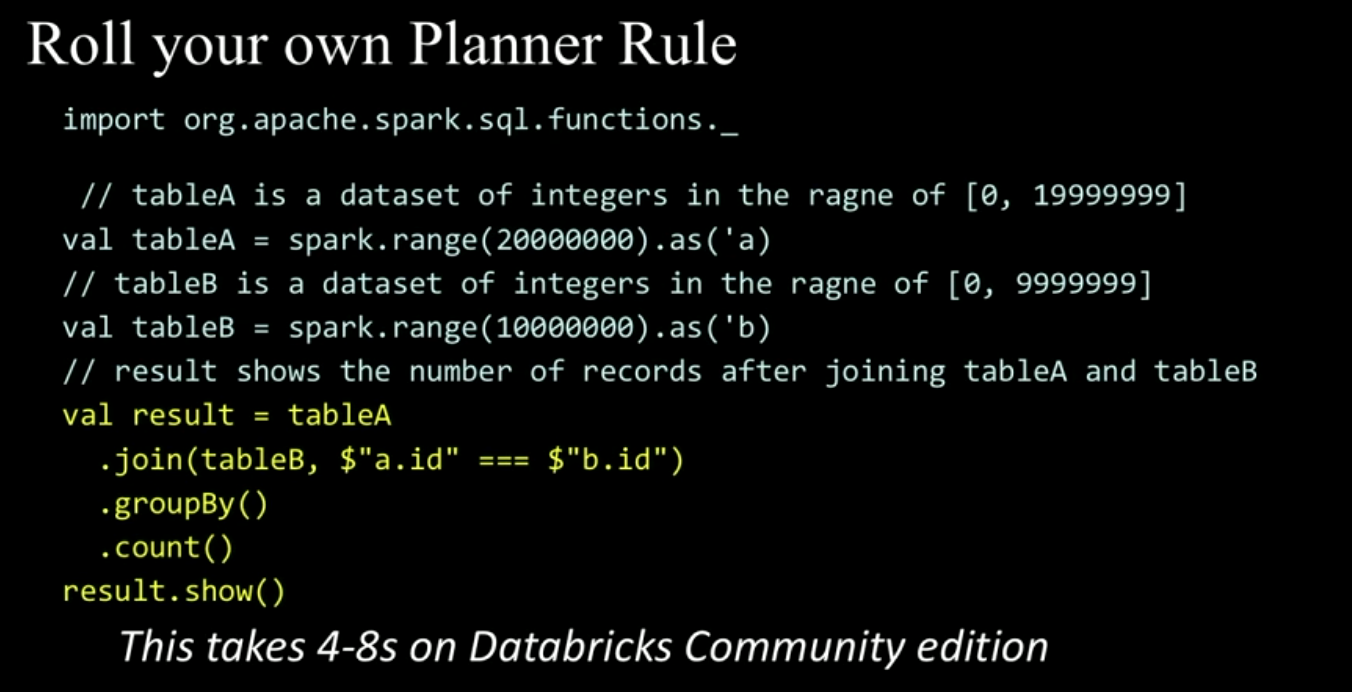 Roll your own Planner Rule
import org.apache.spark.sql.functions._
// tableA is a dataset of integers in the ragne of [0, 19999999]
val tableA = spark.range(20000000).as('a)
// tableB is a dataset of integers in the ragne of [0, 9999999]
val tableB = spark.range(10000000).as('b)
// result shows the number of records after joining tableA and tableB
val result = tableA
.join(tableB, $"a.id" === $"b.id")
.groupBy()
.count()
result.show()
This takes 4-8s on Databricks Community edition